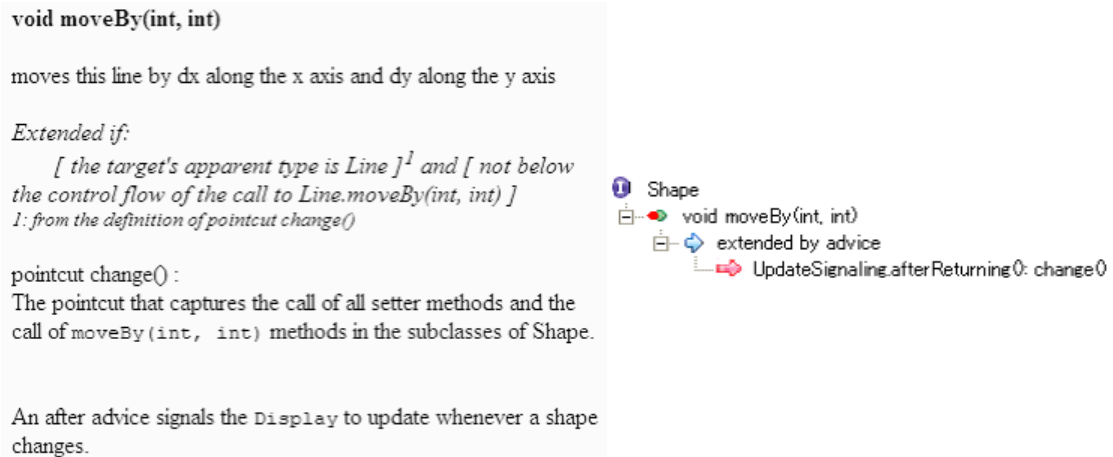 void moveBy(int, int)
moves this line by dx along the x axis and dy along the y axis
Extended if:
[ the target's apparent type is Line ]1 and [ not below
the control flow of the call to Line.moveBy(int, int) ]
1: from the definition of pointcut change()
pointcut change() :
The pointcut that captures the call of all setter methods and the
call of moveBy(int, int) methods in the subclasses of Shape.
An after advice signals the Display to update whenever a shape
changes.
Shape
void moveBy(int, int)
extended by advice
UpdateSignaling.afterReturning(): change()